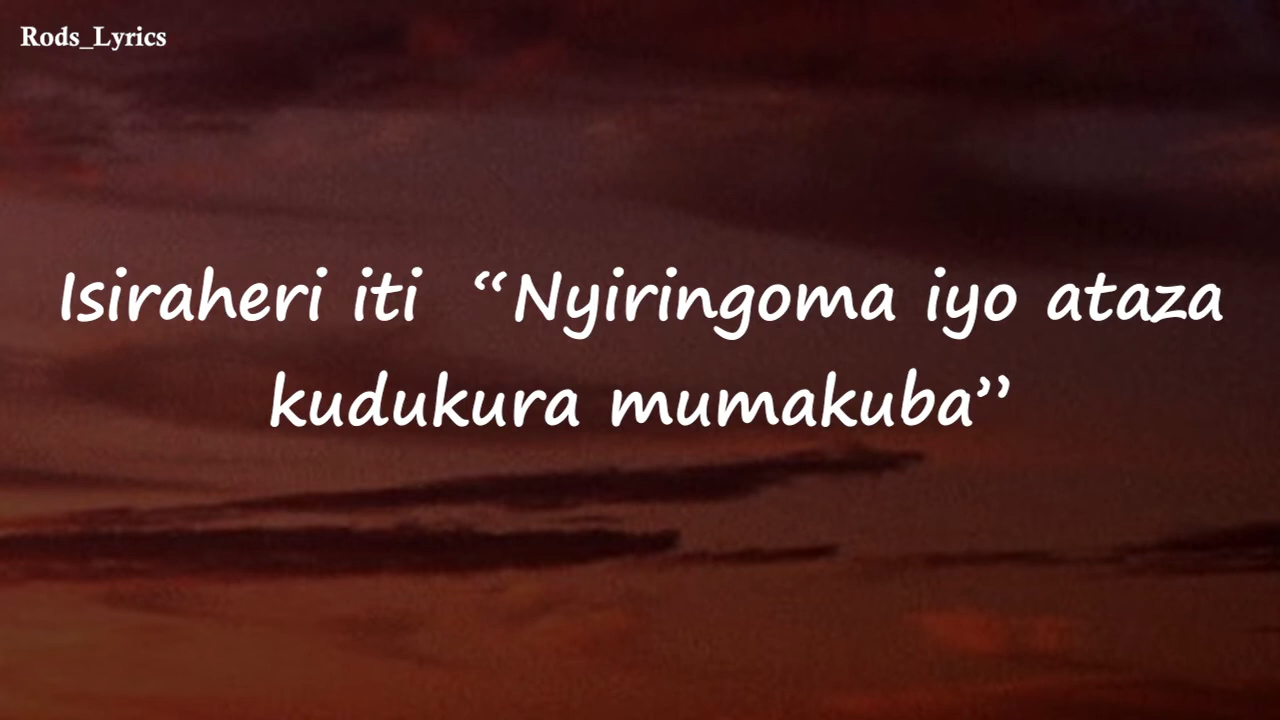 Rods_Lyrics
Isiraheri iti “Nyiringoma iyo ataza
kudukura mumakuba”